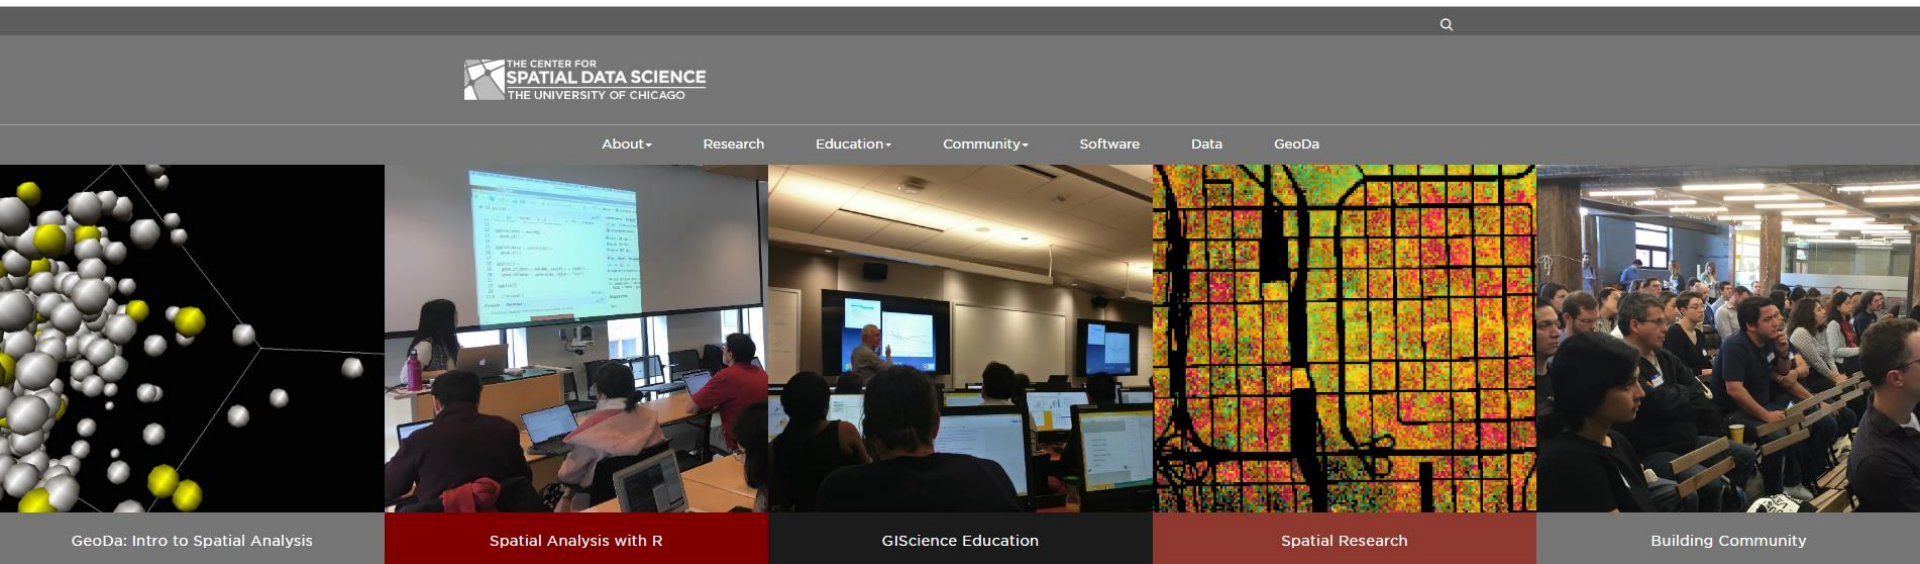 THE CENTER FOR
SPATIAL DATA SCIENCE
THE UNIVERSITY OF CHICAGO
About
Research
Education
Community
Software
Data
GeoDa
GeoDa: Intro to Spatial Analysis
Spatial Analysis with R
GIScience Education
Spatial Research
Building Community